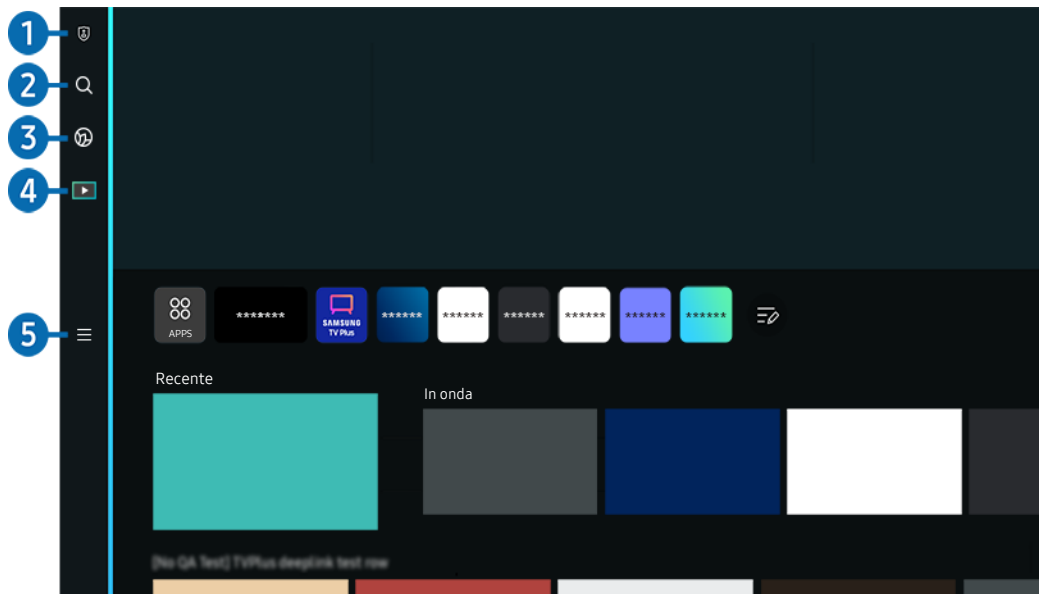 1
2
3
4
5
APPS
*******
SAMSUNG
TV Plus
******
******
******
******
******
******
Recente
In onda
[No QA Test] TVPlus deeplink test row